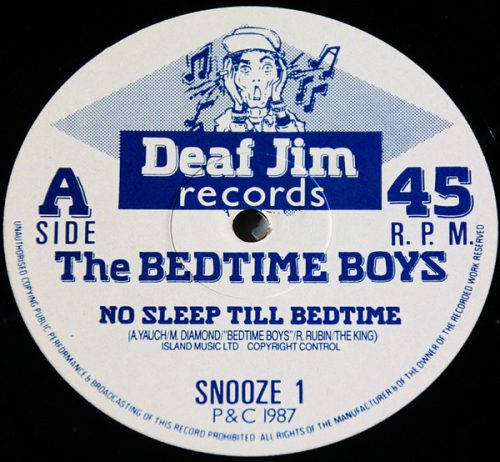 Deaf Jim
records
A
SIDE
45
R. P. M.
The BEDTIME BOYS
NO SLEEP TILL BEDTIME
(A.YAUCH/M. DIAMOND/"BEDTIME BOYS"/R. RUBIN/THE KING)
ISLAND MUSIC LTD COPYRIGHT CONTROL
SNOOZE 1
P & C 1987
UNAUTHORISED COPYING PUBLIC PERFORMANCE & BROADCASTING OF THIS RECORD PROHIBITED. ALL RIGHTS OF THE MANUFACTURER & OF THE OWNER OF THE RECORDED WORK RESERVED